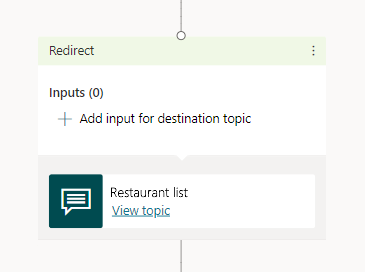 Redirect
Inputs (0)
Add input for destination topic
Restaurant list
View topic